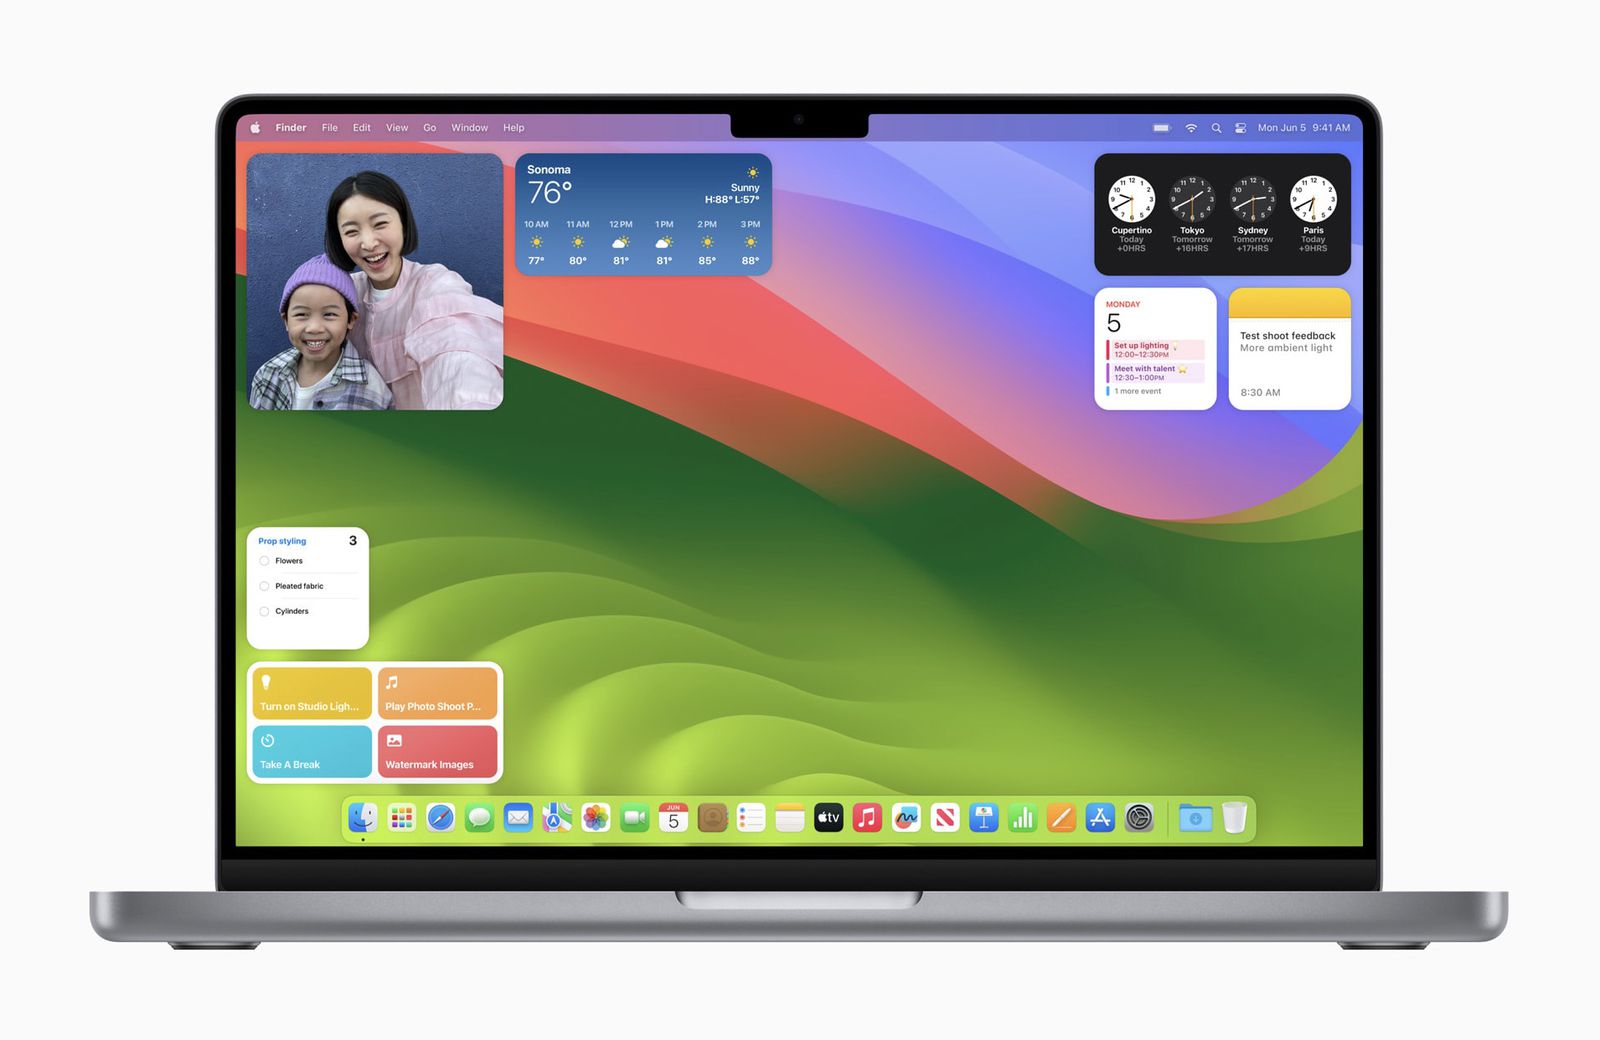 Finder File Edit View Go Window Help
Mon Jun 5 9:41 AM
Sonoma
76°
Sunny
H:88° L:57°
10 AM 11 AM 12 PM 1 PM 2 PM 3 PM
77° 80° 81° 81° 85° 88°
Cupertino Tokyo Sydney Paris
Today Tomorrow Tomorrow Today
+0HRS +16HRS +17HRS +9HRS
MONDAY
5
Set up lighting
12:00–12:30PM
Meet with talent
12:30–1:00PM
1 more event
Test shoot feedback
More ambient light
8:30 AM
Prop styling 3
Flowers
Pleated fabric
Cylinders
Turn on Studio Ligh...
Play Photo Shoot P...
Take A Break
Watermark Images
JUN
5
tv